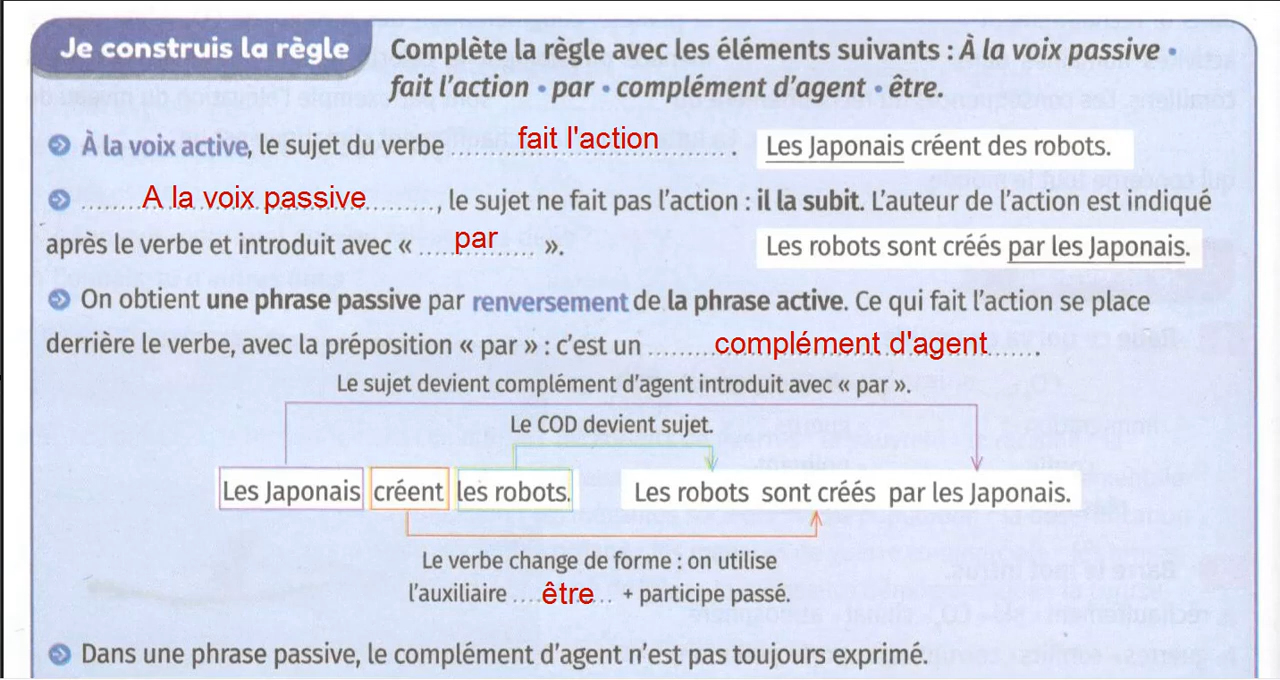 Je construis la règle
Complète la règle avec les éléments suivants : À la voix passive •
fait l'action • par • complément d'agent • être.
À la voix active, le sujet du verbe fait l'action
Les Japonais créent des robots.
A la voix passive, le sujet ne fait pas l'action : il la subit. L'auteur de l'action est indiqué
après le verbe et introduit avec « par ».
Les robots sont créés par les Japonais.
On obtient une phrase passive par renversement de la phrase active. Ce qui fait l'action se place
derrière le verbe, avec la préposition « par » : c'est un complément d'agent.
Le sujet devient complément d'agent introduit avec « par ».
Le COD devient sujet.
Les Japonais créent les robots. Les robots sont créés par les Japonais.
Le verbe change de forme : on utilise
l'auxiliaire être + participe passé.
Dans une phrase passive, le complément d'agent n'est pas toujours exprimé.